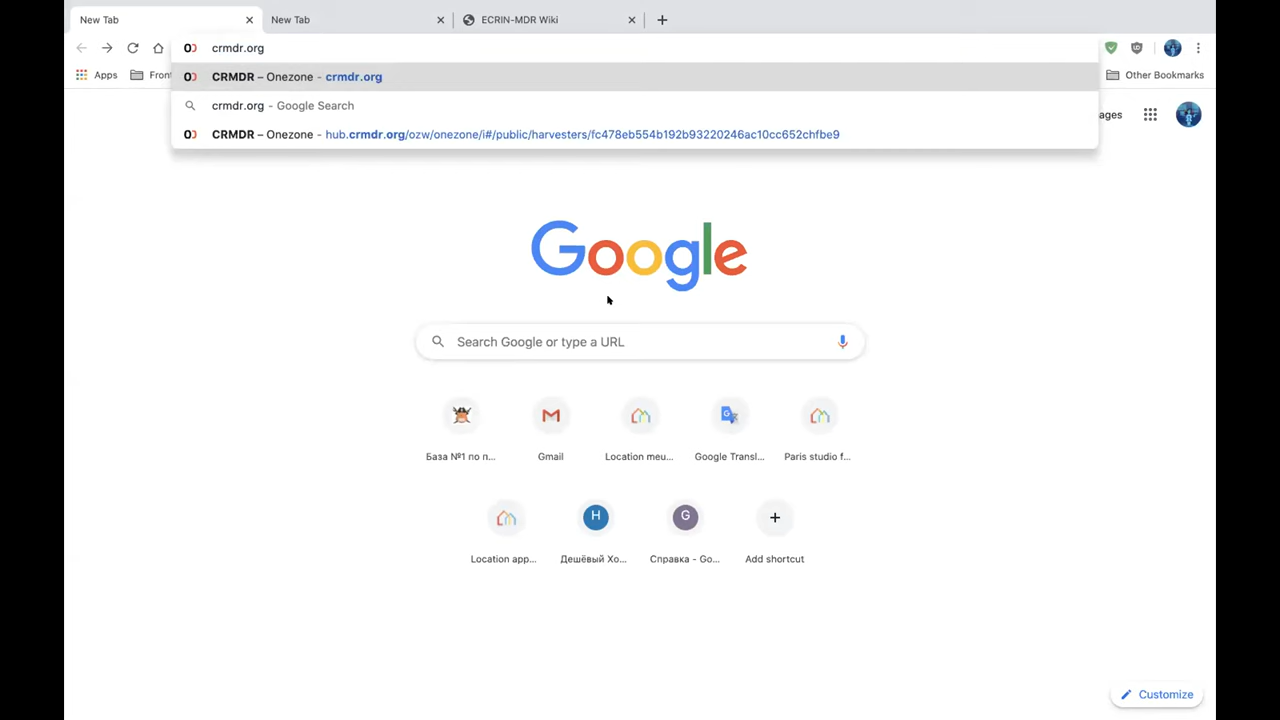 New Tab
New Tab
ECRIN-MDR Wiki
crmdr.org
Apps
Front
CRMDR – Onezone - crmdr.org
Other Bookmarks
crmdr.org - Google Search
ages
CRMDR – Onezone - hub.crmdr.org/ozw/onezone/i#/public/harvesters/fc478eb554b192b93220246ac10cc652chfbe9
Google
Search Google or type a URL
База №1 по п...
Gmail
Location meu...
Google Transl...
Paris studio f...
H
G
Location app...
Дешёвый Хо...
Справка - Go...
Add shortcut
Customize